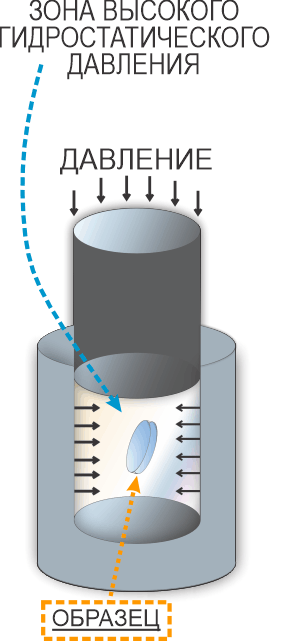 ЗОНА ВЫСОКОГО
ГИДРОСТАТИЧЕСКОГО
ДАВЛЕНИЯ
ДАВЛЕНИЕ
ОБРАЗЕЦ